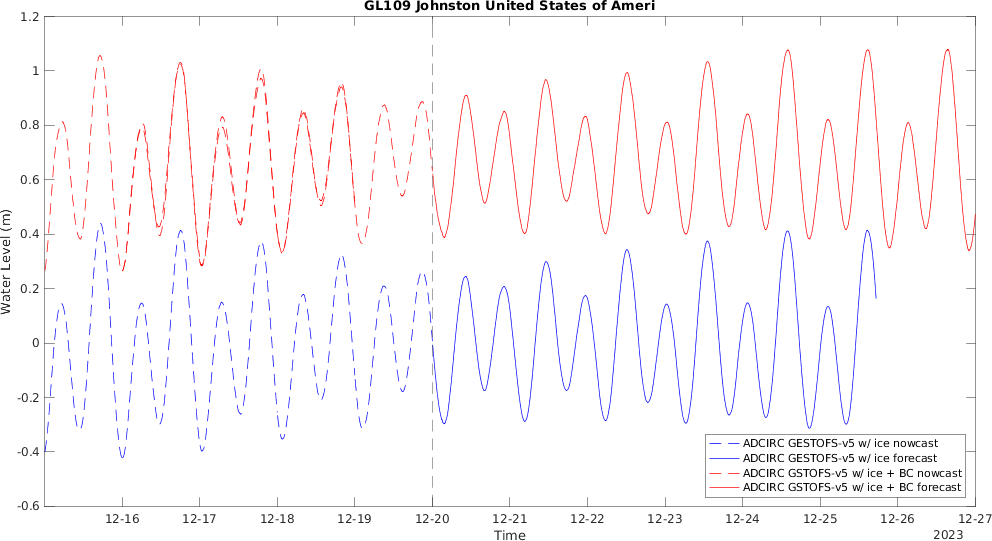 GL109 Johnston United States of Ameri
1.2
1
0.8
0.6
0.4
0.2
0
-0.2
-0.4
-0.6
Water Level (m)
12-16 12-17 12-18 12-19 12-20 12-21 12-22 12-23 12-24 12-25 12-26 12-27
Time
2023
ADCIRC GESTOFS-v5 w/ ice nowcast
ADCIRC GESTOFS-v5 w/ ice forecast
ADCIRC GSTOFS-v5 w/ ice + BC nowcast
ADCIRC GSTOFS-v5 w/ ice + BC forecast